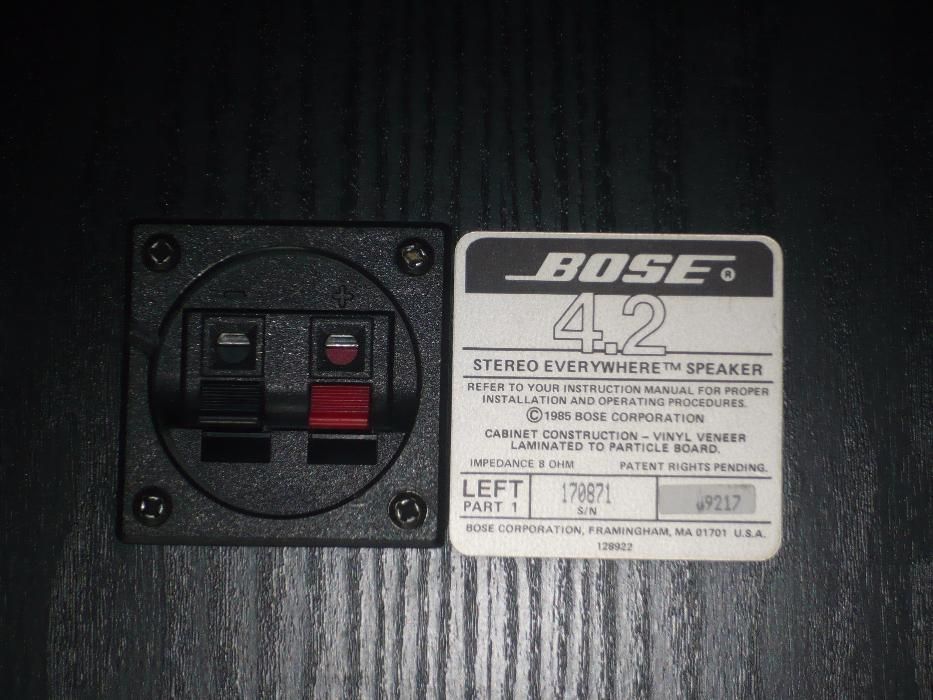 - +
BOSE ®
4.2
STEREO EVERYWHERE™ SPEAKER
REFER TO YOUR INSTRUCTION MANUAL FOR PROPER
INSTALLATION AND OPERATING PROCEDURES.
©1985 BOSE CORPORATION
CABINET CONSTRUCTION – VINYL VENEER
LAMINATED TO PARTICLE BOARD.
IMPEDANCE 8 OHM PATENT RIGHTS PENDING.
LEFT 170871
PART 1 S/N
BOSE CORPORATION, FRAMINGHAM, MA 01701 U.S.A.
128922